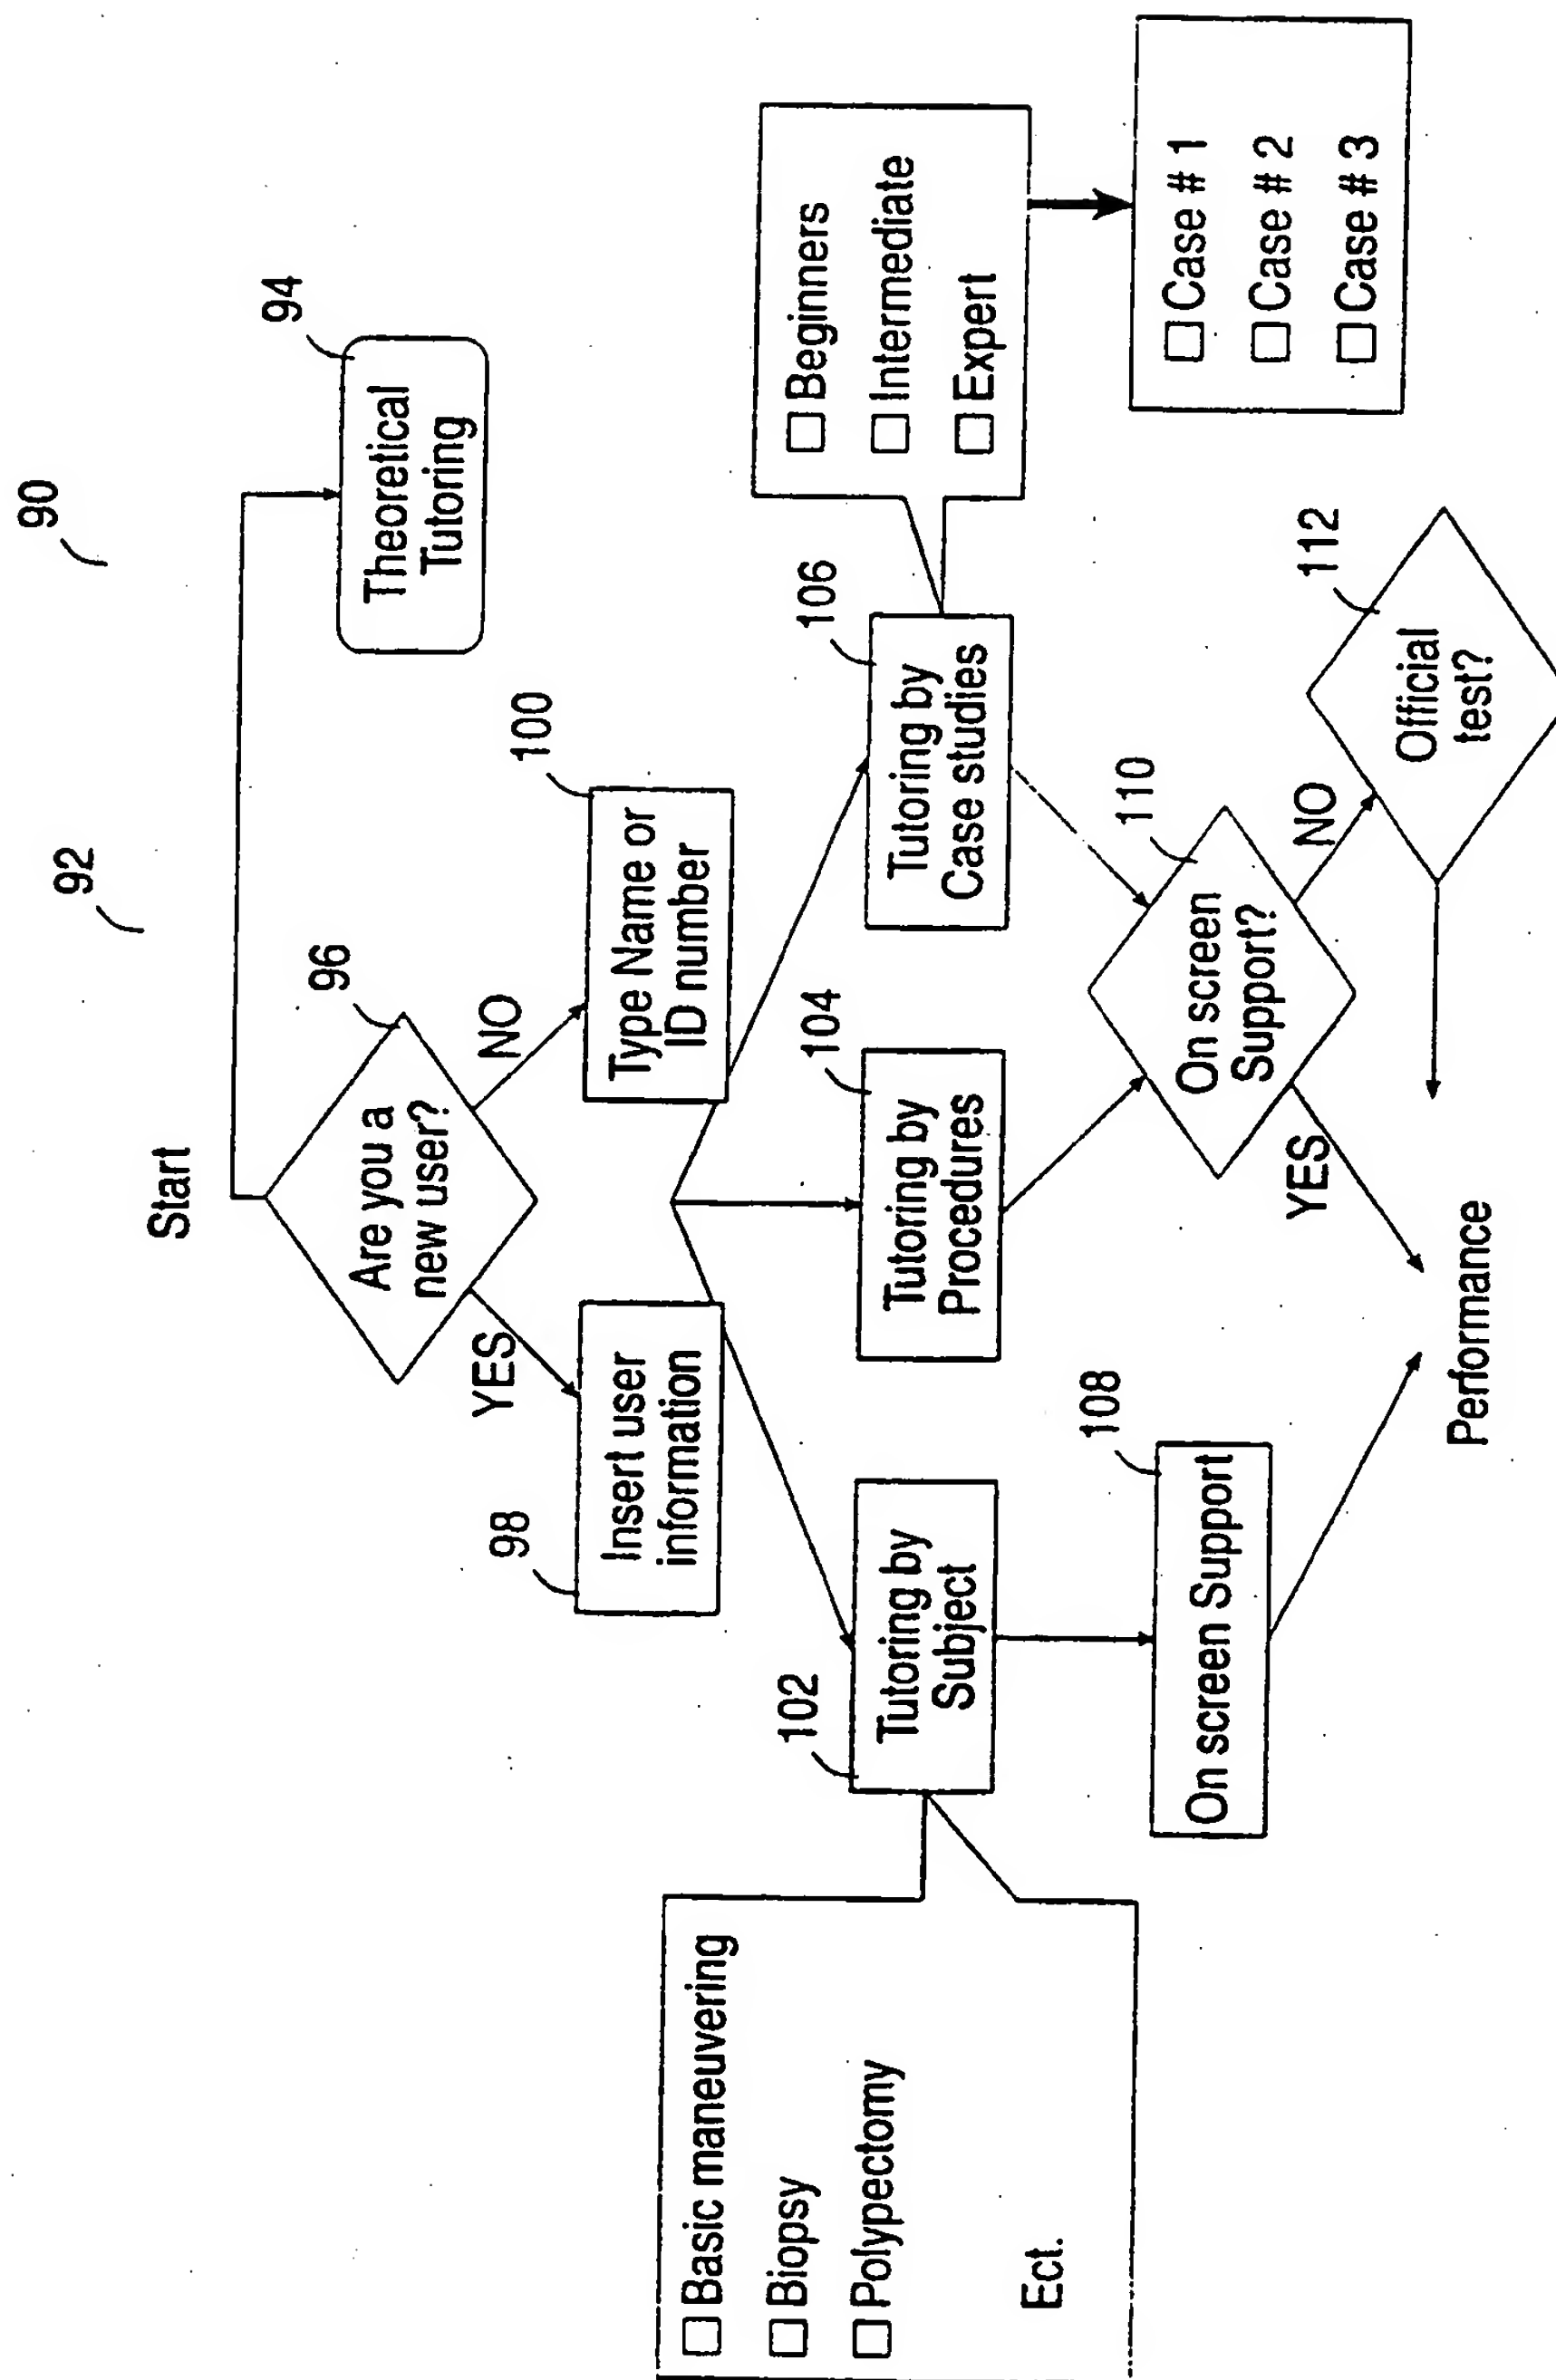 90
92
Start
94
Theoretical
Tutoring
96
Are you a
new user?
YES
NO
98
Insert user
information
100
Type Name or
ID number
102
Tutoring by
Subject
104
Tutoring by
Procedures
106
Tutoring by
Case studies
Basic maneuvering
Biopsy
Polypectomy
Ect.
Beginners
Intermediate
Expert
Case # 1
Case # 2
Case # 3
108
On screen Support
110
On screen
Support?
YES
NO
112
Official
test?
Performance